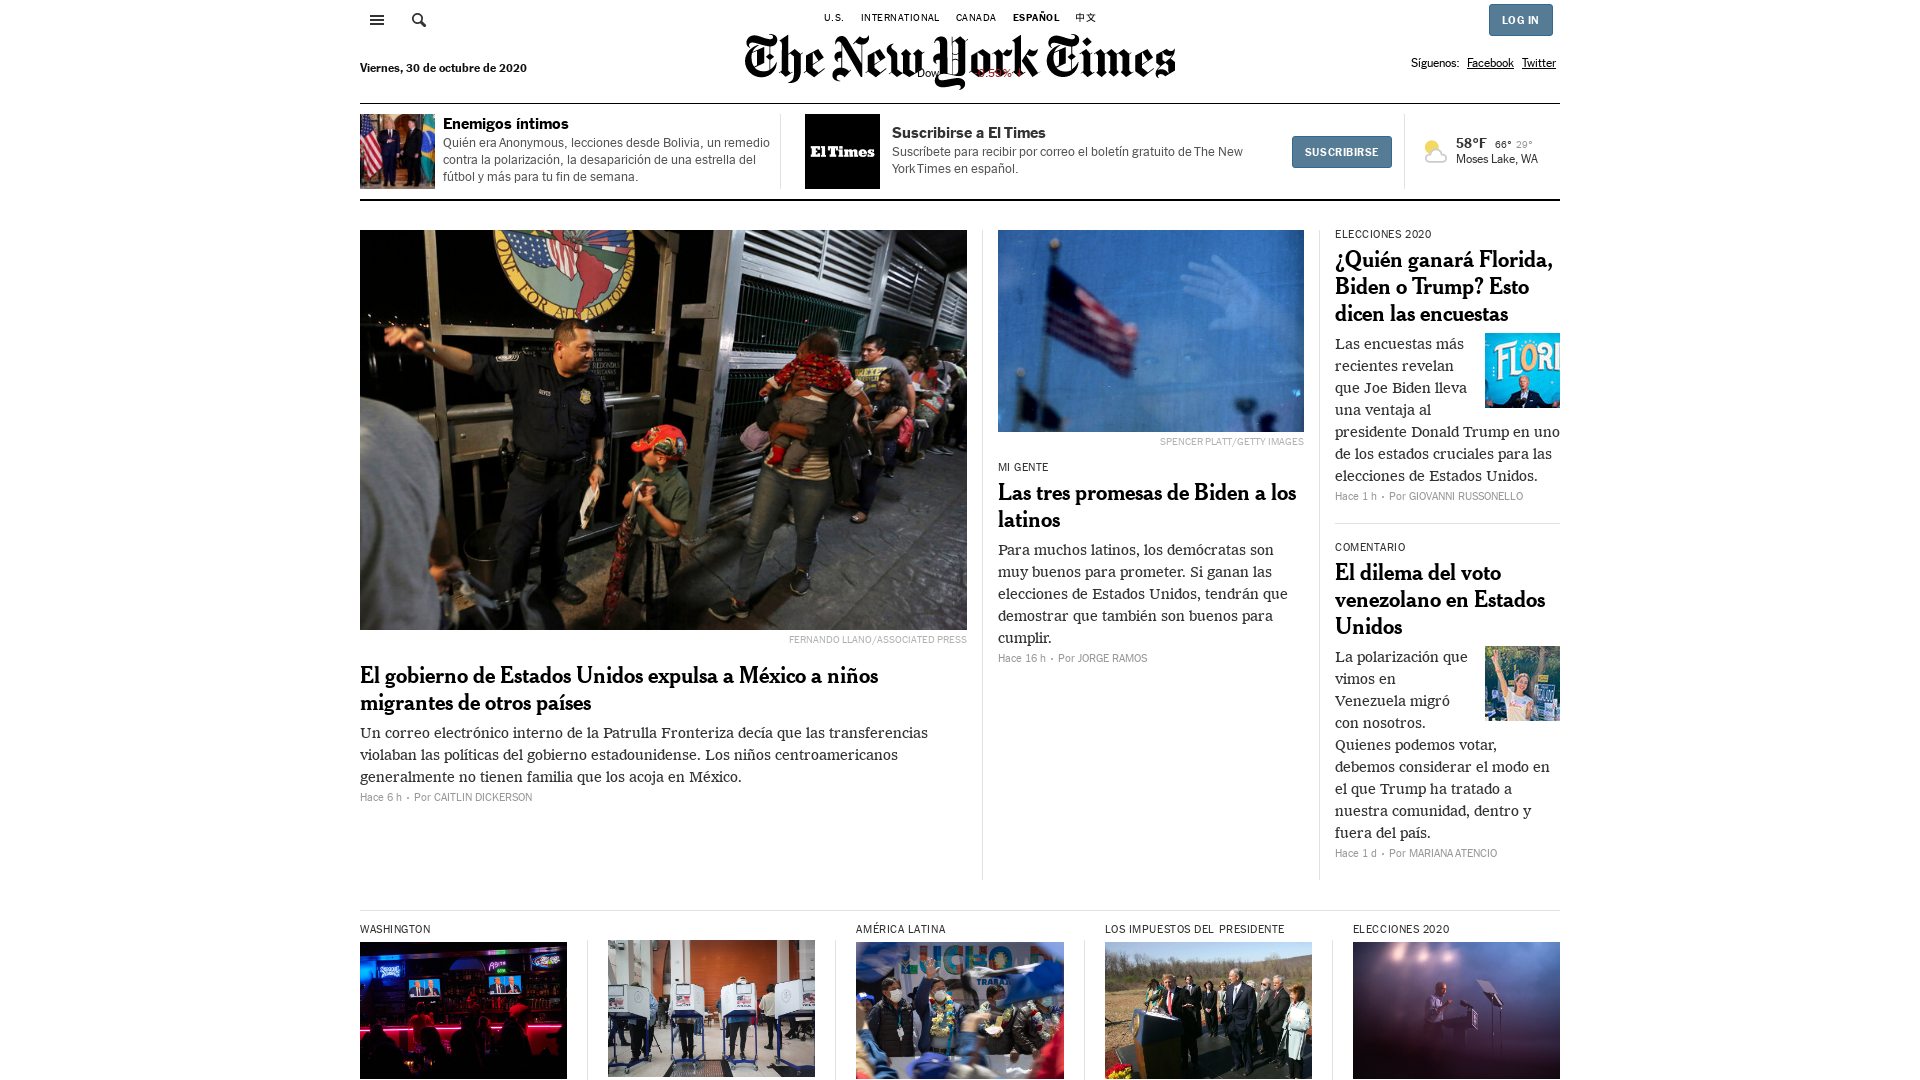 U.S. INTERNATIONAL CANADA ESPAÑOL 中文
LOG IN
The New York Times
Viernes, 30 de octubre de 2020
Dow
Síguenos: Facebook Twitter
Enemigos íntimos
Quién era Anonymous, lecciones desde Bolivia, un remedio
contra la polarización, la desaparición de una estrella del
fútbol y más para tu fin de semana.
El Times
Suscribirse a El Times
Suscríbete para recibir por correo el boletín gratuito de The New
York Times en español.
SUSCRIBIRSE
58°F 66° 29°
Moses Lake, WA
ONE FOR ALL
FERNANDO LLANO/ASSOCIATED PRESS
El gobierno de Estados Unidos expulsa a México a niños
migrantes de otros países
Un correo electrónico interno de la Patrulla Fronteriza decía que las transferencias
violaban las políticas del gobierno estadounidense. Los niños centroamericanos
generalmente no tienen familia que los acoja en México.
Hace 6 h • Por CAITLIN DICKERSON
SPENCER PLATT/GETTY IMAGES
MI GENTE
Las tres promesas de Biden a los
latinos
Para muchos latinos, los demócratas son
muy buenos para prometer. Si ganan las
elecciones de Estados Unidos, tendrán que
demostrar que también son buenos para
cumplir.
Hace 16 h • Por JORGE RAMOS
ELECCIONES 2020
¿Quién ganará Florida,
Biden o Trump? Esto
dicen las encuestas
Las encuestas más
recientes revelan
que Joe Biden lleva
una ventaja al
presidente Donald Trump en uno
de los estados cruciales para las
elecciones de Estados Unidos.
Hace 1 h • Por GIOVANNI RUSSONELLO
FLORI
COMENTARIO
El dilema del voto
venezolano en Estados
Unidos
La polarización que
vimos en
Venezuela migró
con nosotros.
Quienes podemos votar,
debemos considerar el modo en
el que Trump ha tratado a
nuestra comunidad, dentro y
fuera del país.
Hace 1 d • Por MARIANA ATENCIO
WASHINGTON
AMÉRICA LATINA
LUCHO
LOS IMPUESTOS DEL PRESIDENTE
ELECCIONES 2020